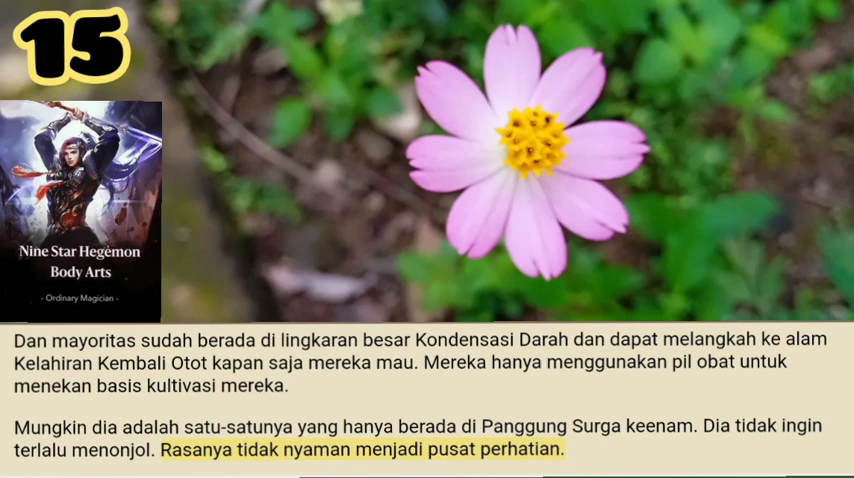 15
Nine Star Hegemon
Body Arts
- Ordinary Magician -
Dan mayoritas sudah berada di lingkaran besar Kondensasi Darah dan dapat melangkah ke alam
Kelahiran Kembali Otot kapan saja mereka mau. Mereka hanya menggunakan pil obat untuk
menekan basis kultivasi mereka.
Mungkin dia adalah satu-satunya yang hanya berada di Panggung Surga keenam. Dia tidak ingin
terlalu menonjol. Rasanya tidak nyaman menjadi pusat perhatian.